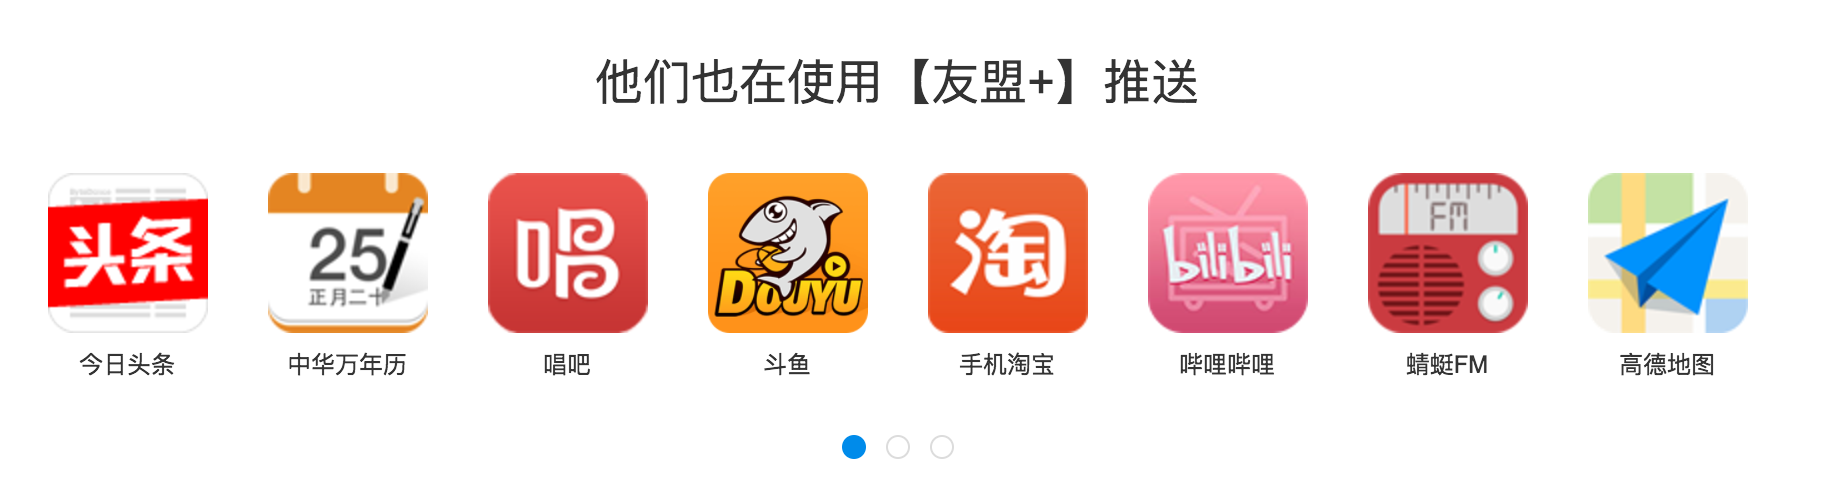 他们也在使用【友盟+】推送
头条
25
正月二十
唱
DOUYU
淘
bilibili
FM
今日头条
中华万年历
唱吧
斗鱼
手机淘宝
哔哩哔哩
蜻蜓FM
高德地图